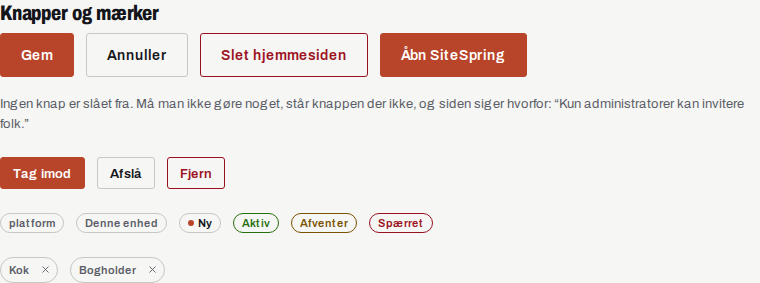 Knapper og mærker
Gem Annuller Slet hjemmesiden Åbn SiteSpring
Ingen knap er slået fra. Må man ikke gøre noget, står knappen der ikke, og siden siger hvorfor: “Kun administratorer kan invitere
folk.”
Tag imod Afslå Fjern
platform Denne enhed Ny Aktiv Afventer Spærret
Kok × Bogholder ×